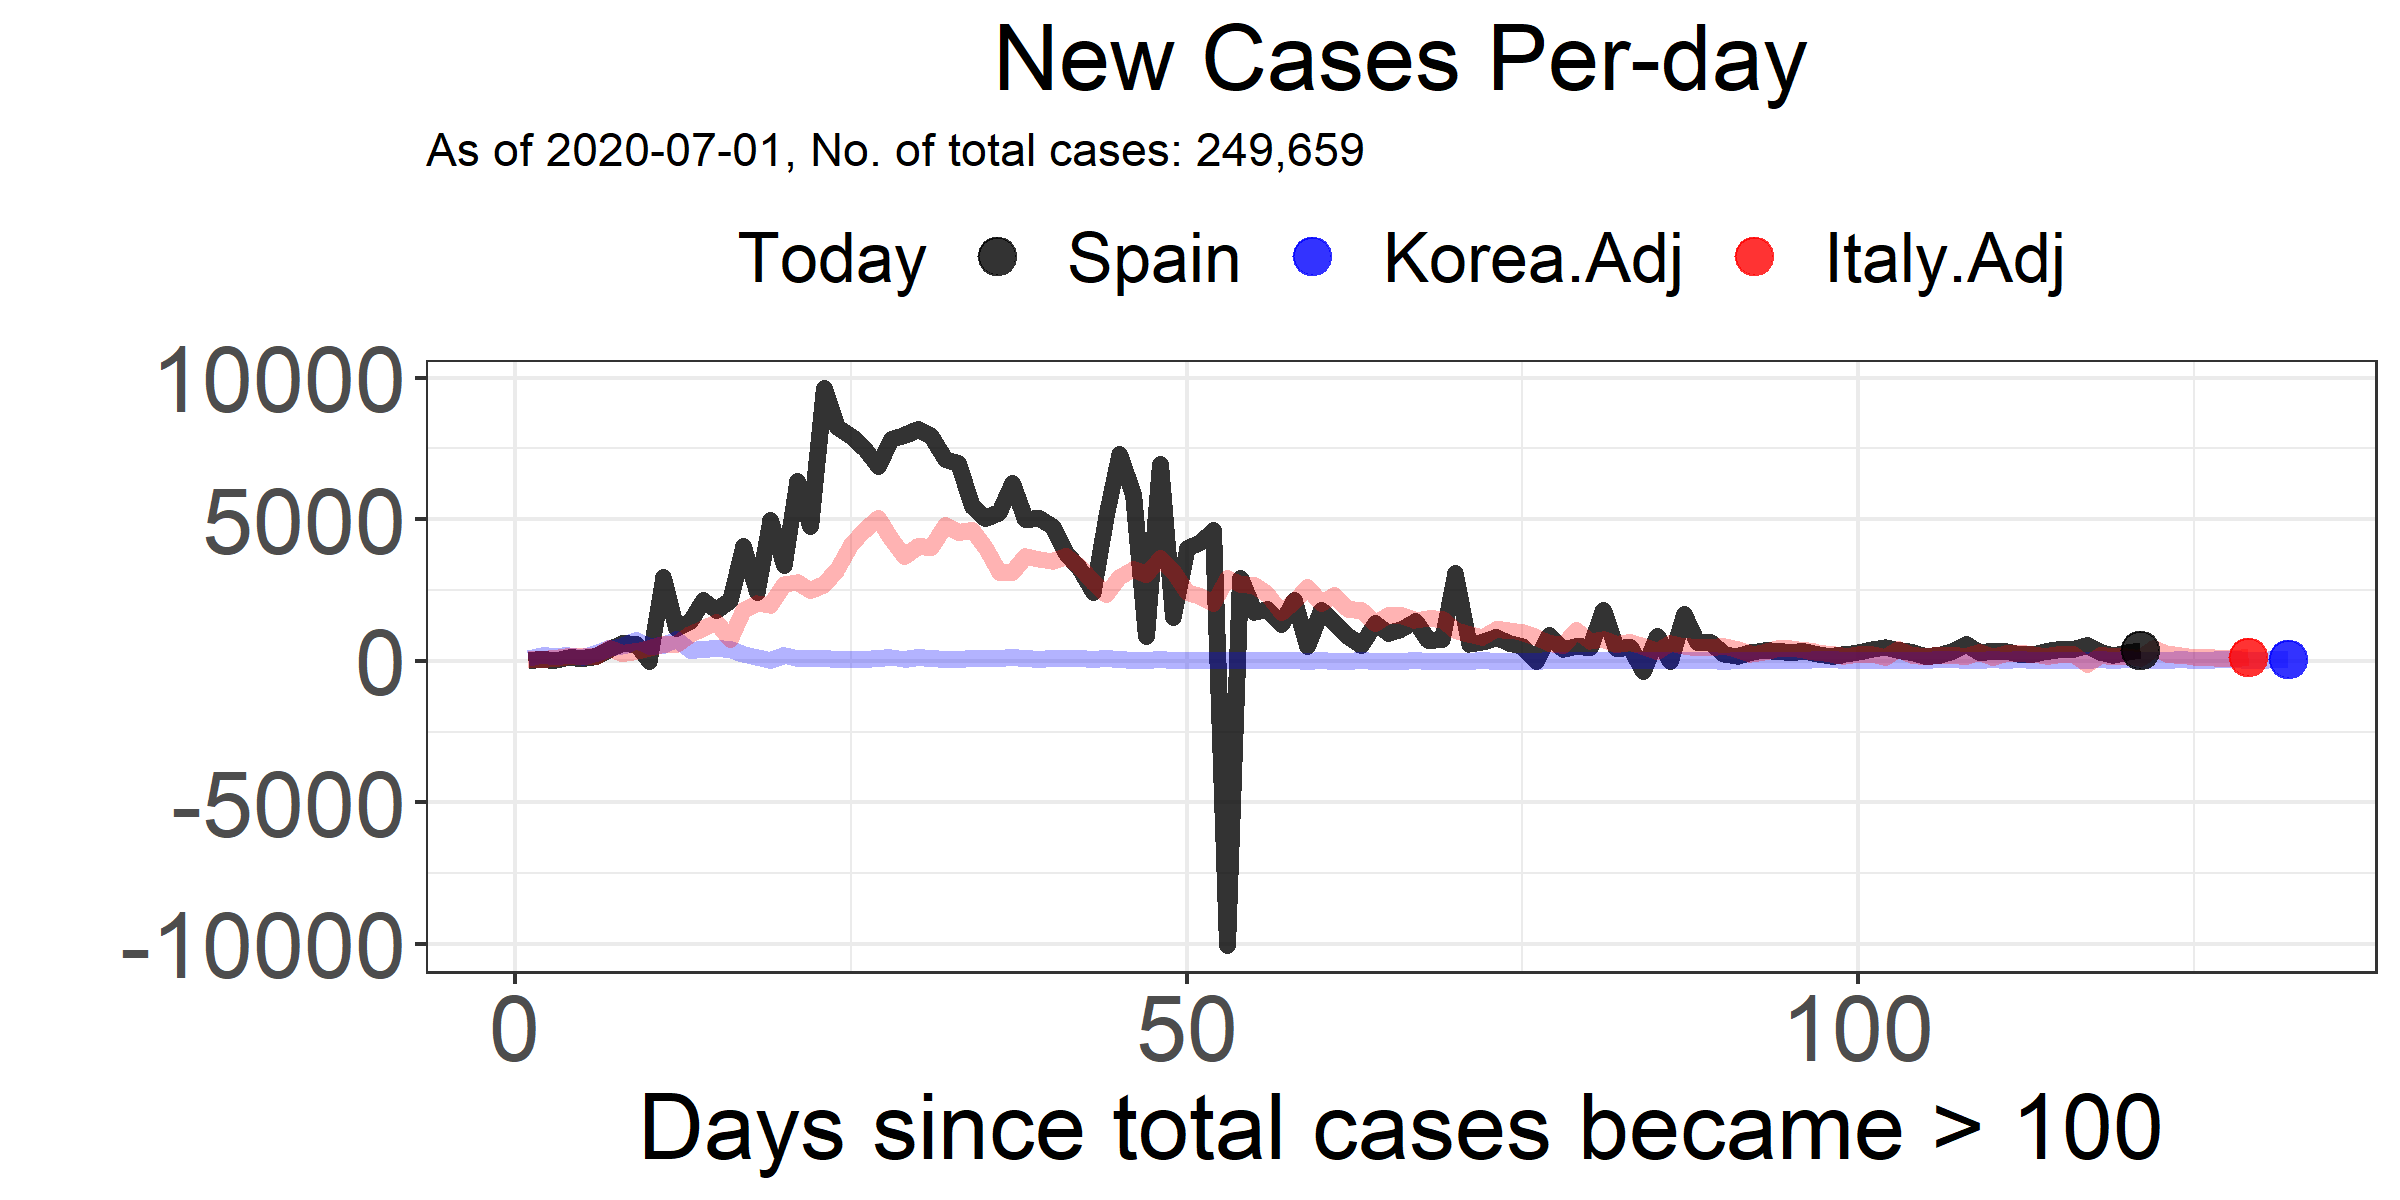 New Cases Per-day
As of 2020-07-01, No. of total cases: 249,659
Today Spain Korea.Adj Italy.Adj
10000
5000
0
-5000
-10000
0 50 100
Days since total cases became > 100